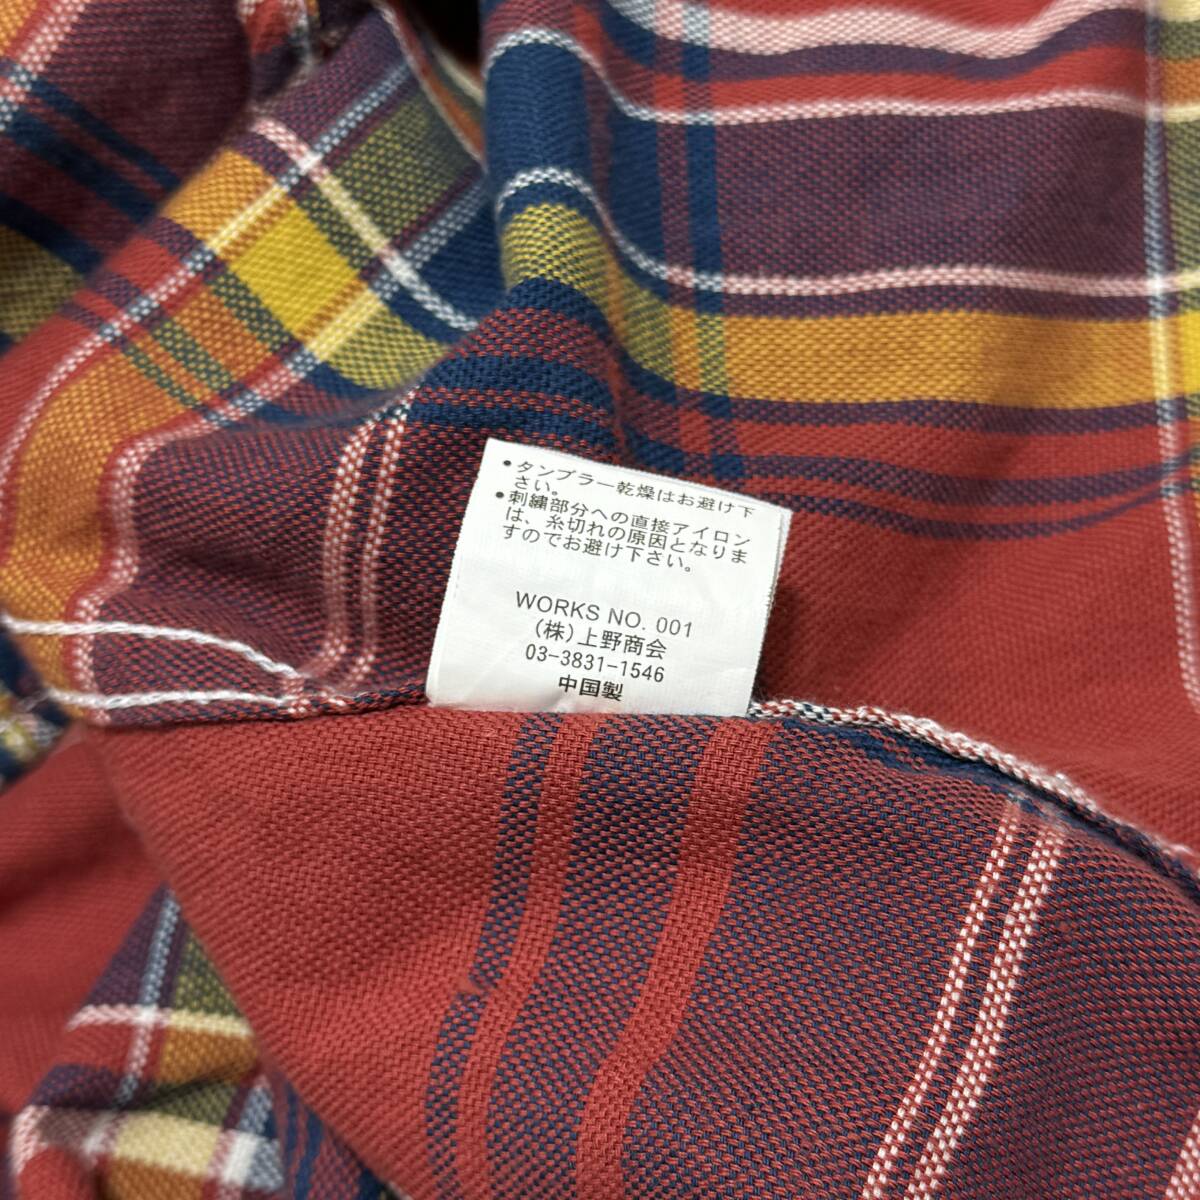 •タンブラー乾燥はお避け下
さい。
•刺繍部分への直接アイロン
は、糸切れの原因となりま
すのでお避け下さい。
WORKS NO. 001
(株)上野商会
03-3831-1546
中国製